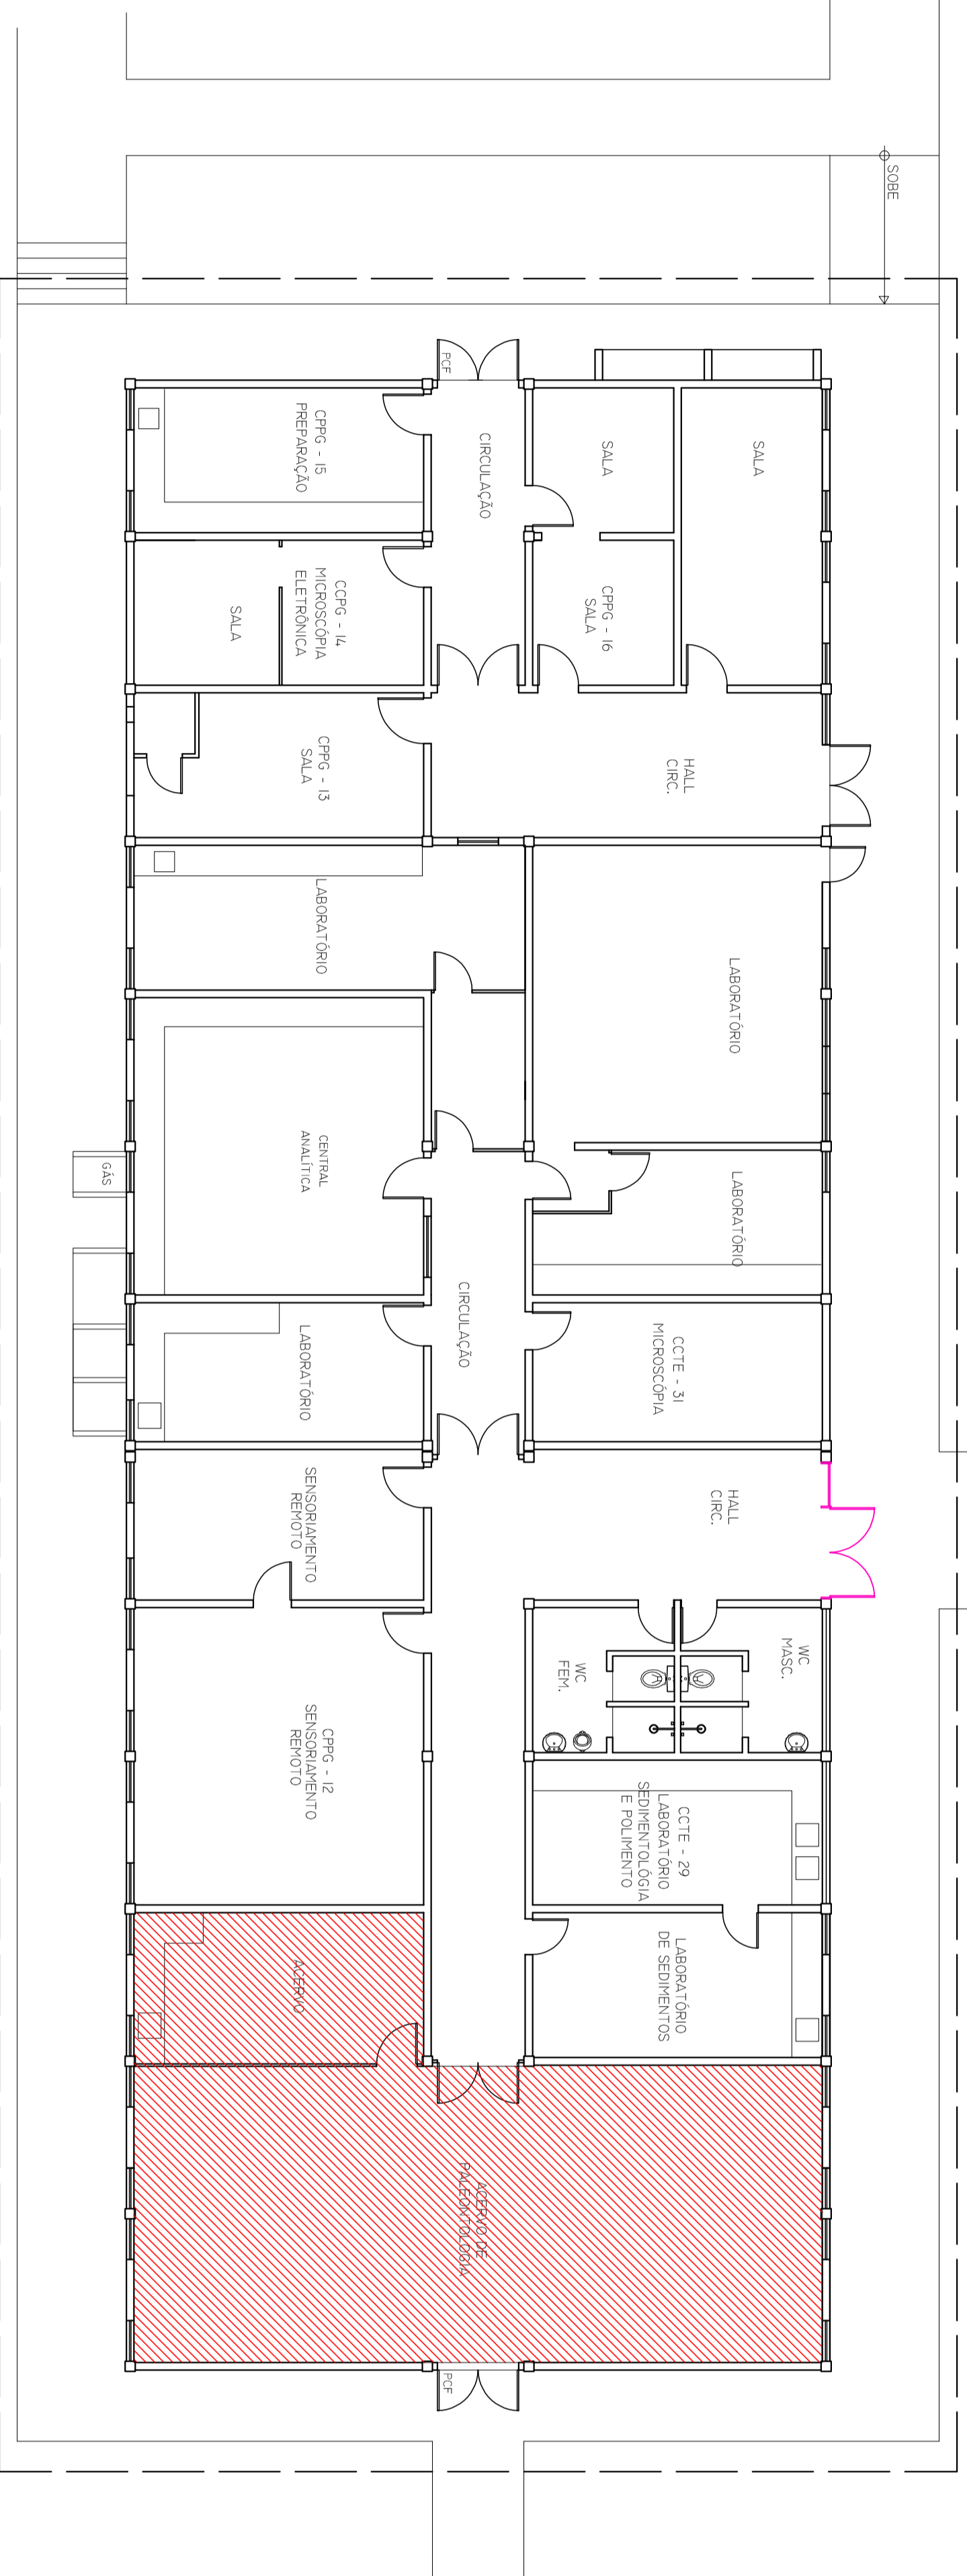 SOBE
PCF
CIRCULAÇÃO
CPPG - 15
PREPARAÇÃO
SALA
SALA
CCPG - 14
MICROSCÓPIA
ELETRÔNICA
SALA
CPPG - 16
SALA
CPPG - 13
SALA
HALL
CIRC.
LABORATÓRIO
LABORATÓRIO
CENTRAL
ANALÍTICA
GÁS
LABORATÓRIO
CIRCULAÇÃO
LABORATÓRIO
CCTE - 31
MICROSCÓPIA
SENSORIAMENTO
REMOTO
HALL
CIRC.
WC
FEM.
WC
MASC.
CPPG - 12
SENSORIAMENTO
REMOTO
CCTE - 29
LABORATÓRIO
SEDIMENTOLÓGIA
E POLIMENTO
ACERVO
LABORATÓRIO
DE SEDIMENTOS
ACERVO DE
PALEONTOLOGIA
PCF